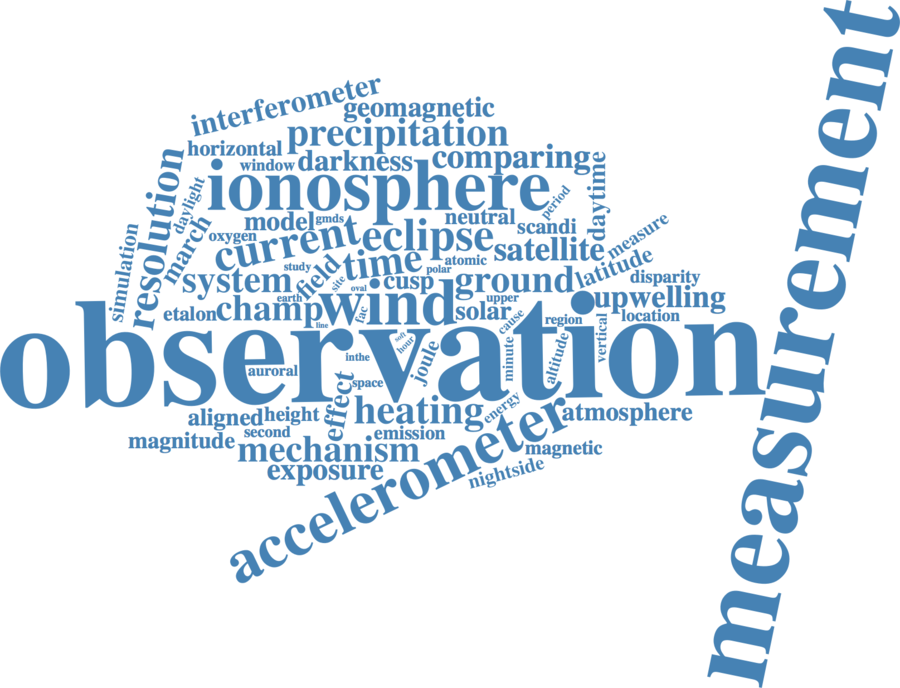 measurement
interferometer
geomagnetic
precipitation
horizontal
window
darkness
comparing
resolution
daylight
ionosphere
daytime
period
march
model
gmds
neutral
scandi
oxygen
current
eclipse
satellite
measure
simulation
study
field
time
atomic
polar
system
site
oval
cusp
ground
latitude
disparity
earth
etalon
champ
fac
wind
solar
upper
cause
upwelling
line
region
location
observation
soft
hour
minute
altitude
vertical
inthe
joule
auroral
space
effect
aligned
height
heating
energy
atmosphere
magnitude
second
emission
mechanism
magnetic
exposure
accelerometer
nightside